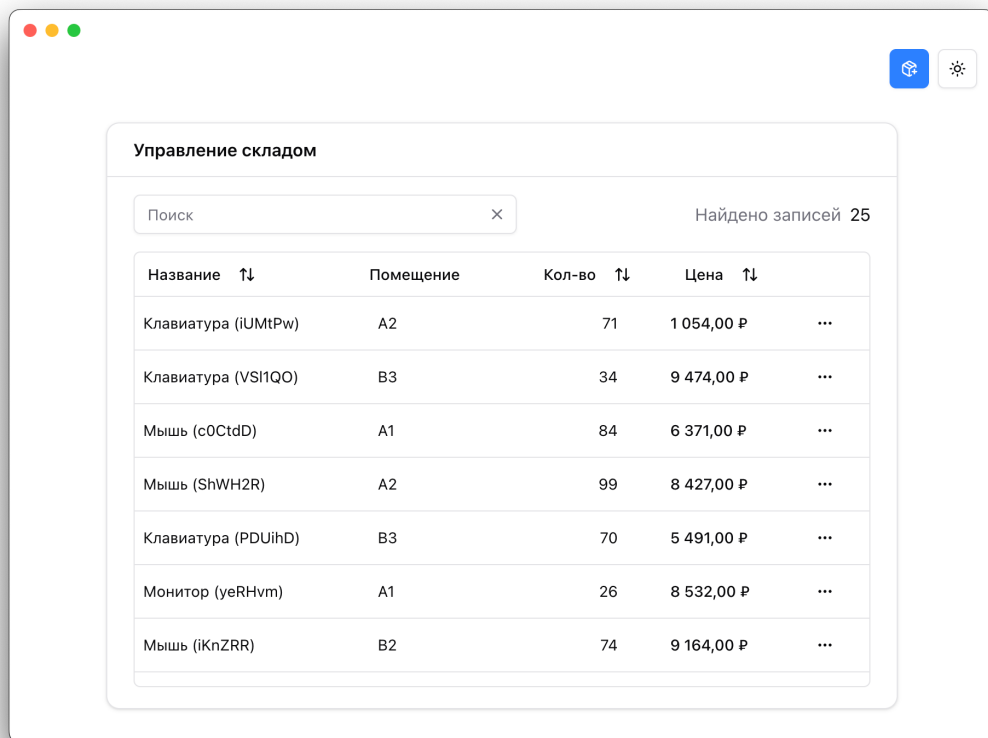 Управление складом
Поиск
Найдено записей 25
Название Помещение Кол-во Цена
Клавиатура (iUMtPw) A2 71 1 054,00 ₽
Клавиатура (VSl1QO) B3 34 9 474,00 ₽
Мышь (c0CtdD) A1 84 6 371,00 ₽
Мышь (ShWH2R) A2 99 8 427,00 ₽
Клавиатура (PDUihD) B3 70 5 491,00 ₽
Монитор (yeRHvm) A1 26 8 532,00 ₽
Мышь (iKnZRR) B2 74 9 164,00 ₽